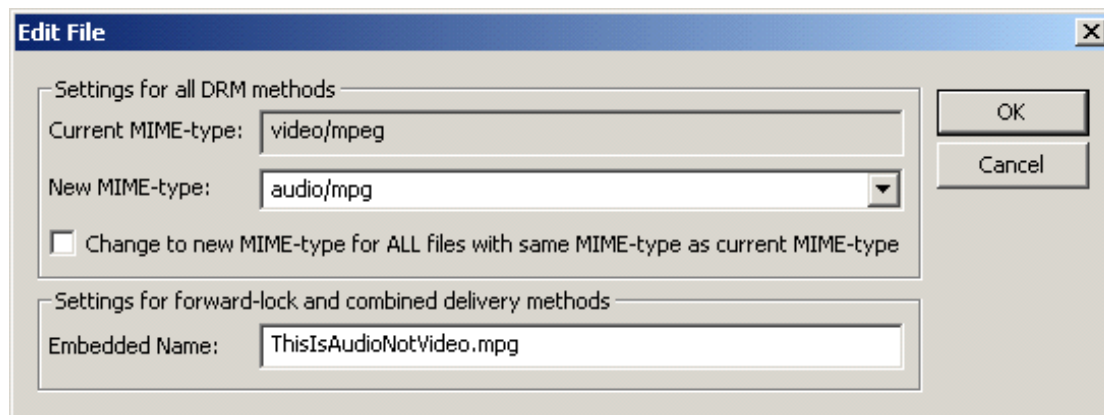 Edit File
Settings for all DRM methods
Current MIME-type: video/mpeg
OK
New MIME-type: audio/mpg
Cancel
Change to new MIME-type for ALL files with same MIME-type as current MIME-type
Settings for forward-lock and combined delivery methods
Embedded Name: ThisIsAudioNotVideo.mpg